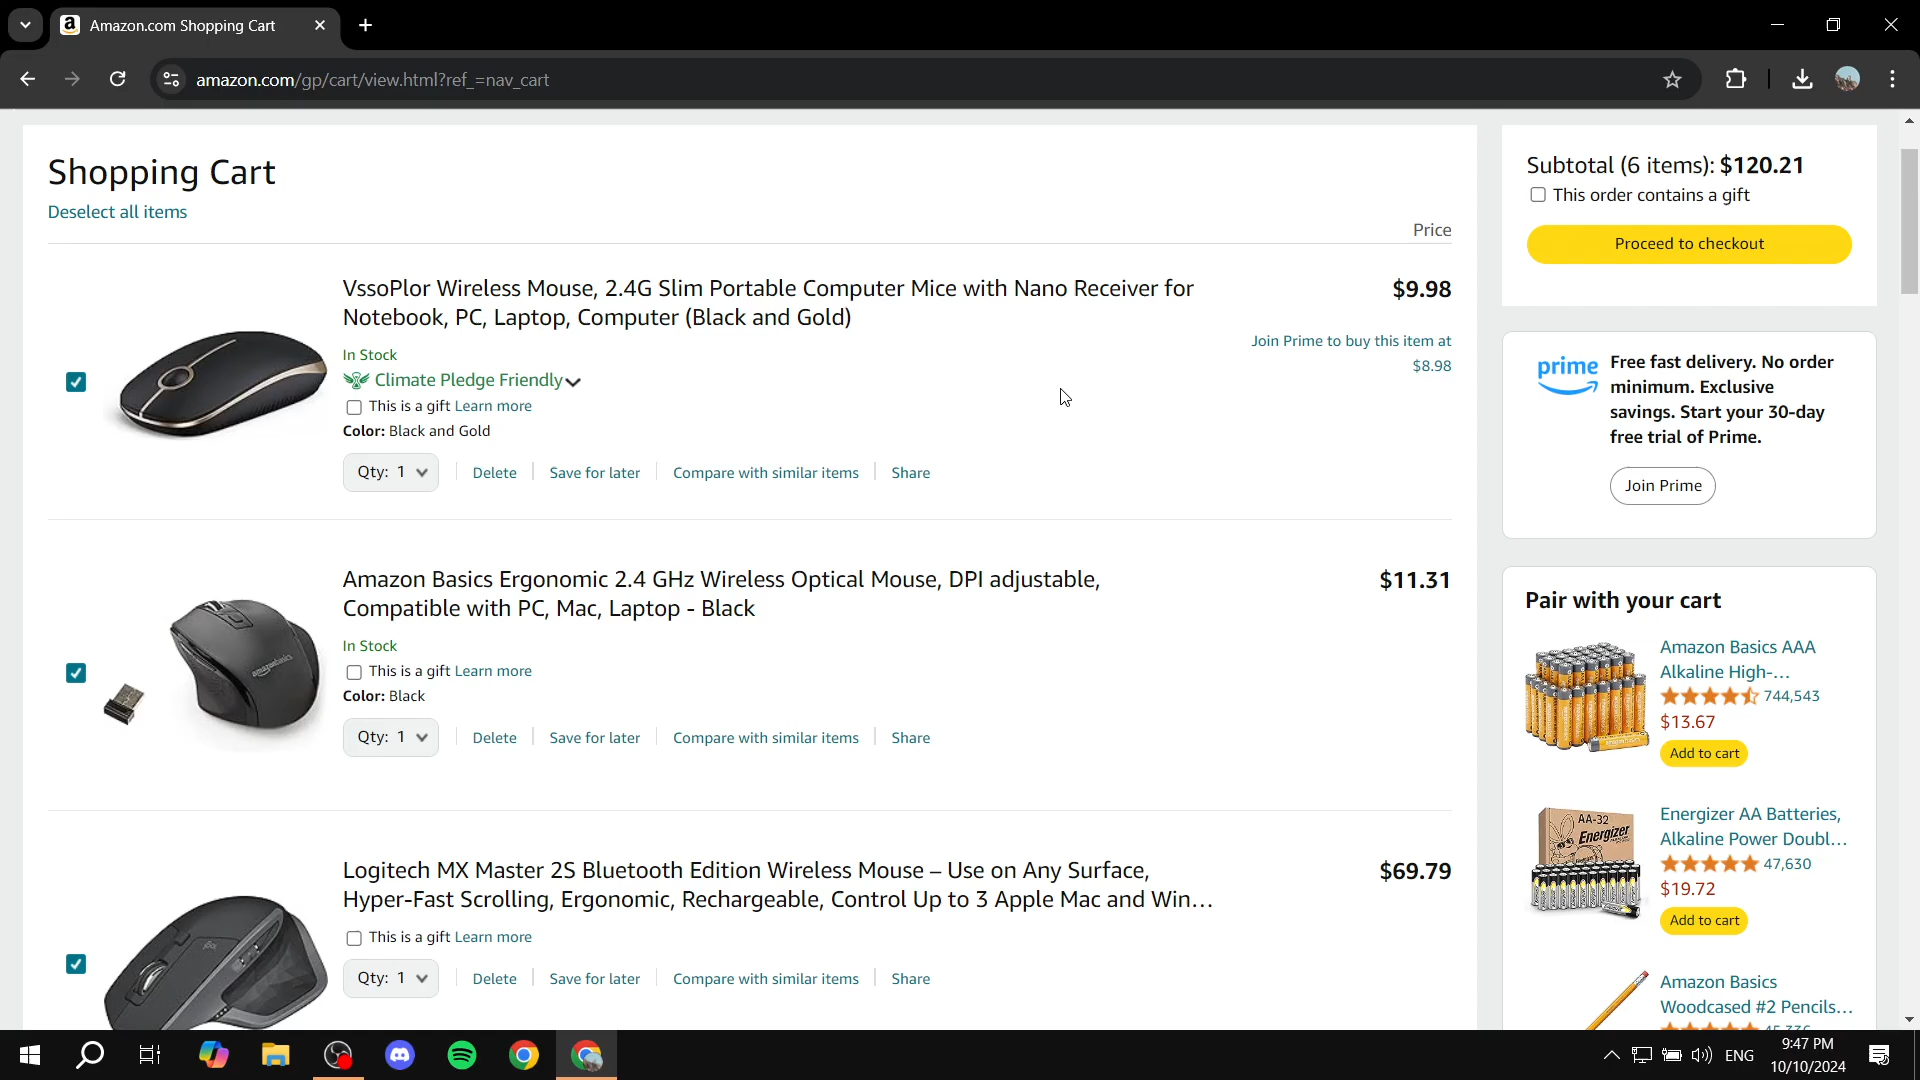 Amazon.com Shopping Cart
amazon.com/gp/cart/view.html?ref_=nav_cart
Shopping Cart
Deselect all items
Price
VssoPlor Wireless Mouse, 2.4G Slim Portable Computer Mice with Nano Receiver for
Notebook, PC, Laptop, Computer (Black and Gold)
$9.98
Join Prime to buy this item at
$8.98
In Stock
Climate Pledge Friendly
This is a gift Learn more
Color: Black and Gold
Qty: 1
Delete
Save for later
Compare with similar items
Share
Amazon Basics Ergonomic 2.4 GHz Wireless Optical Mouse, DPI adjustable,
Compatible with PC, Mac, Laptop - Black
$11.31
In Stock
This is a gift Learn more
Color: Black
Qty: 1
Delete
Save for later
Compare with similar items
Share
amazonbasics
Logitech MX Master 2S Bluetooth Edition Wireless Mouse – Use on Any Surface,
Hyper-Fast Scrolling, Ergonomic, Rechargeable, Control Up to 3 Apple Mac and Win...
$69.79
This is a gift Learn more
Qty: 1
Delete
Save for later
Compare with similar items
Share
Subtotal (6 items): $120.21
This order contains a gift
Proceed to checkout
prime
Free fast delivery. No order
minimum. Exclusive
savings. Start your 30-day
free trial of Prime.
Join Prime
Pair with your cart
Amazon Basics AAA
Alkaline High-...
744,543
$13.67
Add to cart
AA-32
Energizer
Energizer AA Batteries,
Alkaline Power Doubl...
47,630
$19.72
Add to cart
Amazon Basics
Woodcased #2 Pencils...
ENG
9:47 PM
10/10/2024